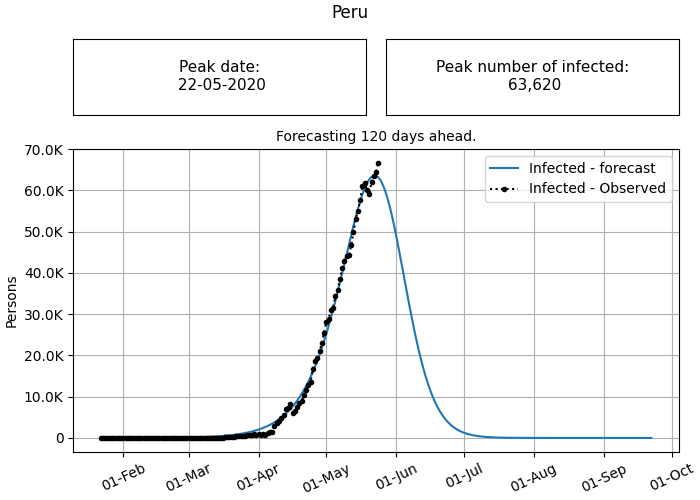 Peru
Peak date:
22-05-2020
Peak number of infected:
63,620
Forecasting 120 days ahead.
70.0K
60.0K
50.0K
40.0K
30.0K
20.0K
10.0K
0
Persons
Infected - forecast
Infected - Observed
01-Feb
01-Mar
01-Apr
01-May
01-Jun
01-Jul
01-Aug
01-Sep
01-Oct